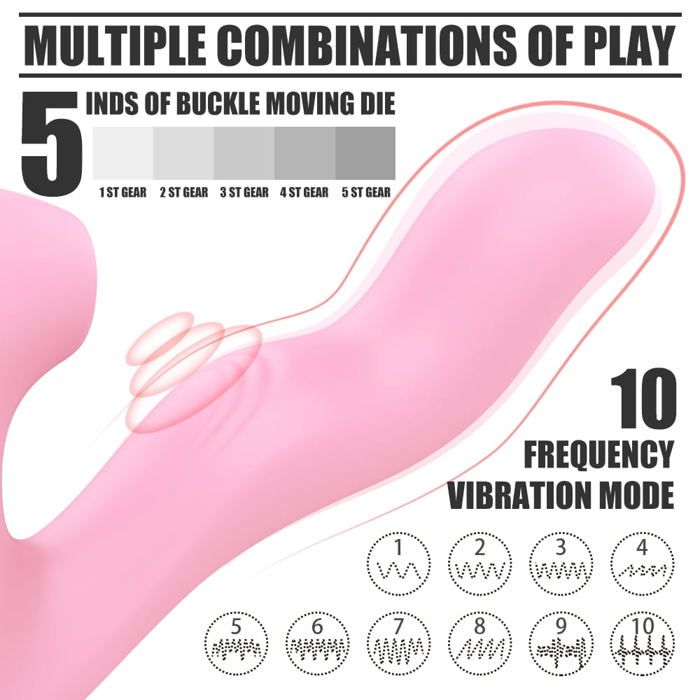 MULTIPLE COMBINATIONS OF PLAY
5 INDS OF BUCKLE MOVING DIE
1 ST GEAR 2 ST GEAR 3 ST GEAR 4 ST GEAR 5 ST GEAR
10
FREQUENCY
VIBRATION MODE
1 2 3 4
5 6 7 8 9 10